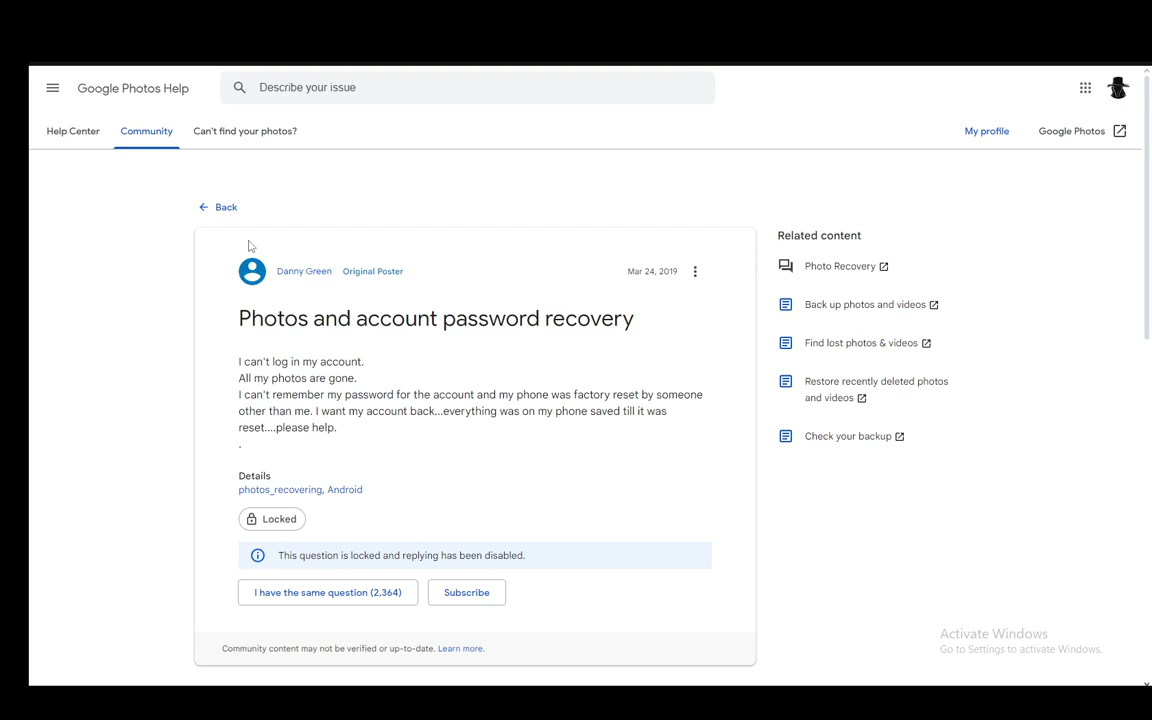 Google Photos Help
Describe your issue
Help Center
Community
Can't find your photos?
My profile
Google Photos
Back
Danny Green
Original Poster
Mar 24, 2019
Photos and account password recovery
I can't log in my account.
All my photos are gone.
I can't remember my password for the account and my phone was factory reset by someone
other than me. I want my account back...everything was on my phone saved till it was
reset....please help.
.
Details
photos_recovering, Android
Locked
This question is locked and replying has been disabled.
I have the same question (2,364)
Subscribe
Community content may not be verified or up-to-date. Learn more.
Related content
Photo Recovery
Back up photos and videos
Find lost photos & videos
Restore recently deleted photos
and videos
Check your backup
Activate Windows
Go to Settings to activate Windows.